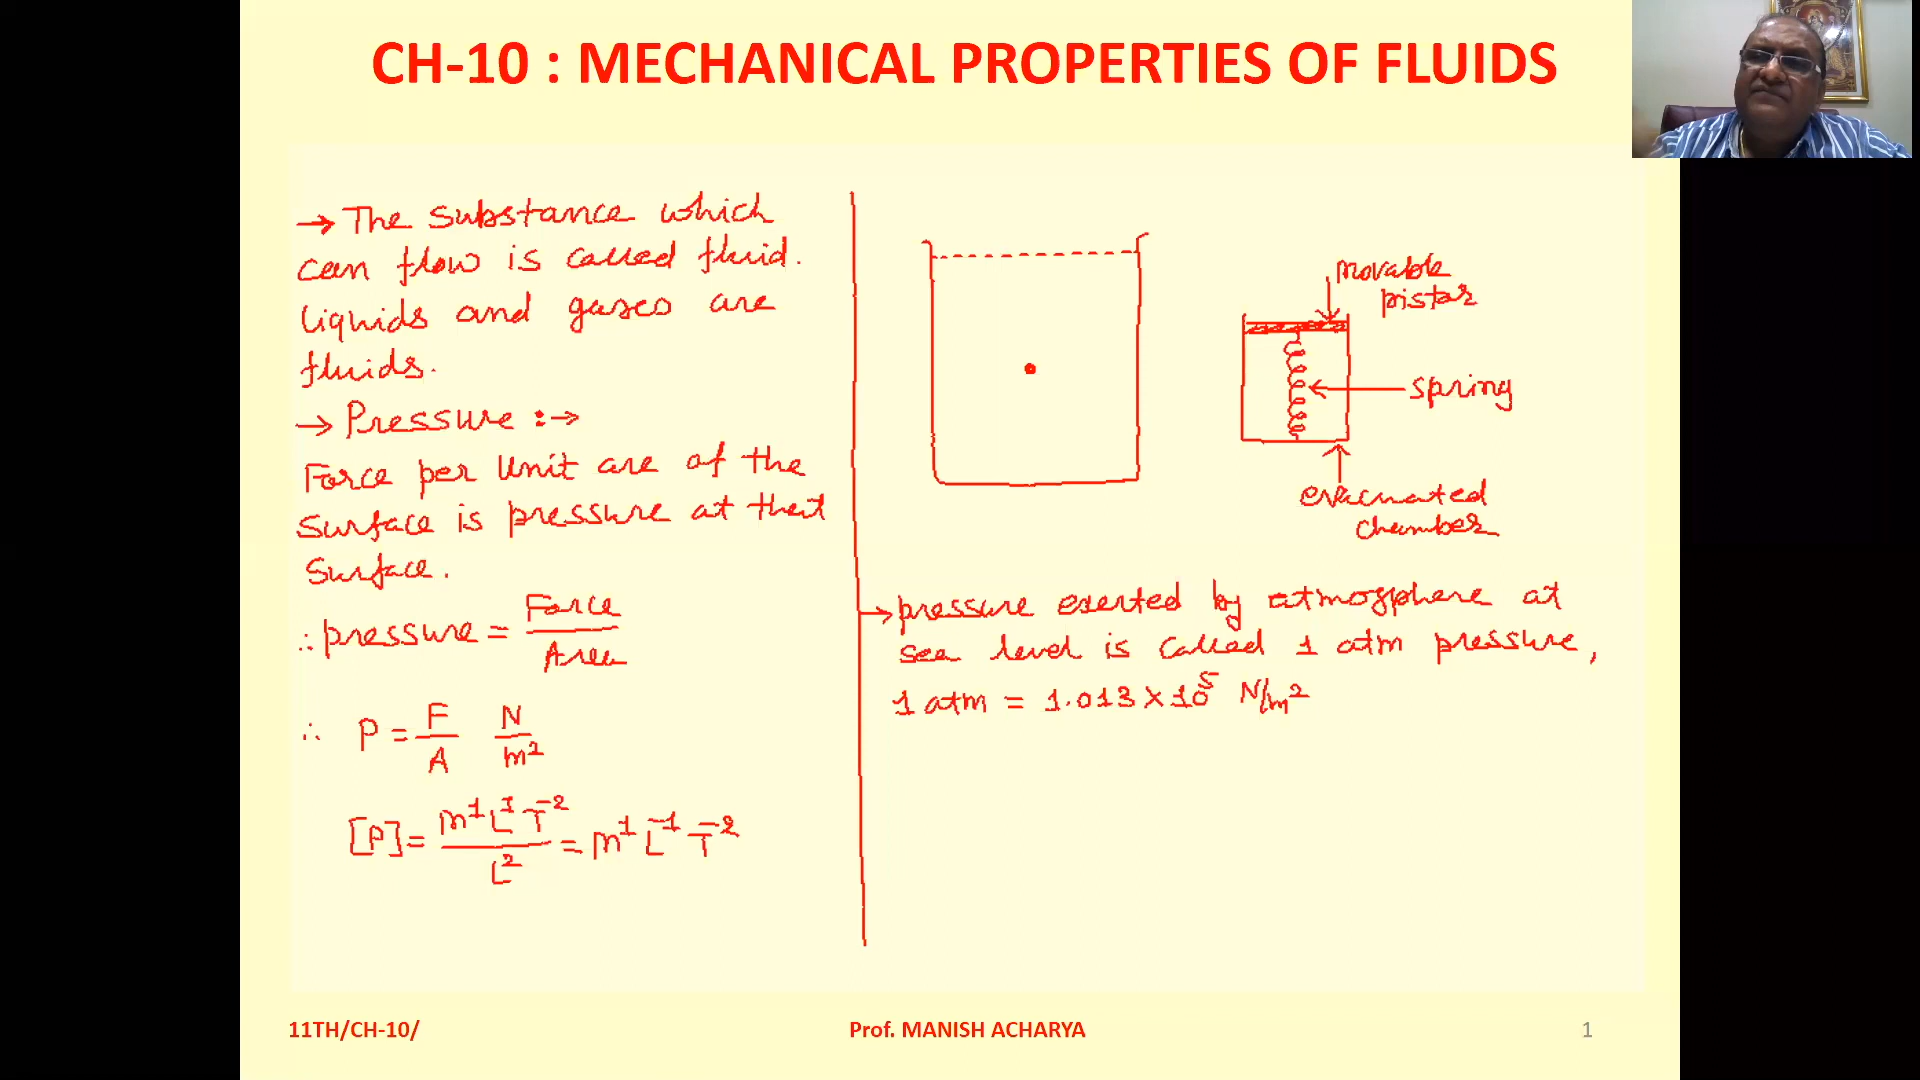 CH-10 : MECHANICAL PROPERTIES OF FLUIDS
→ The substance which
can flow is called fluid.
liquids and gases are
fluids.
→ Pressure :→
Force per unit are of the
surface is pressure at that
surface.
∴ pressure = Force / Area
∴ P = F/A N/m²
[P] = M¹L¹T⁻² / L² = M¹ L⁻¹ T⁻²
movable
piston
spring
evacuated
chamber
→ pressure exerted by atmosphere at
sea level is called 1 atm pressure,
1 atm = 1.013 × 10⁵ N/m²
11TH/CH-10/
Prof. MANISH ACHARYA
1